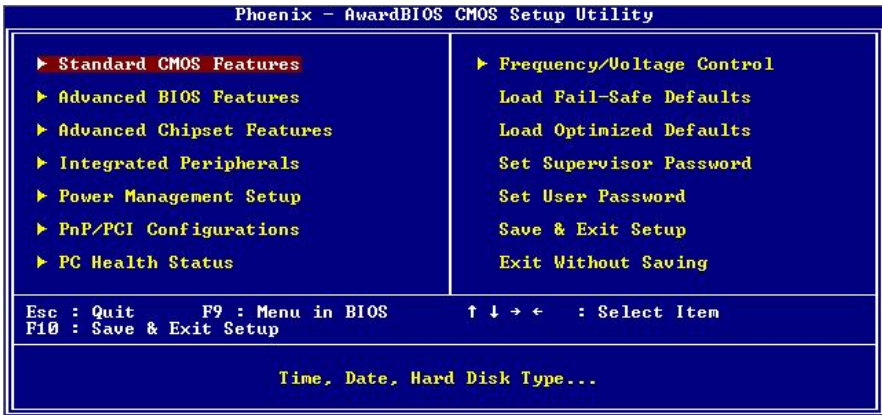 Phoenix - AwardBIOS CMOS Setup Utility
▶ Standard CMOS Features
▶ Advanced BIOS Features
▶ Advanced Chipset Features
▶ Integrated Peripherals
▶ Power Management Setup
▶ PnP/PCI Configurations
▶ PC Health Status
▶ Frequency/Voltage Control
Load Fail-Safe Defaults
Load Optimized Defaults
Set Supervisor Password
Set User Password
Save & Exit Setup
Exit Without Saving
Esc : Quit F9 : Menu in BIOS ↑ ↓ → ← : Select Item
F10 : Save & Exit Setup
Time, Date, Hard Disk Type...